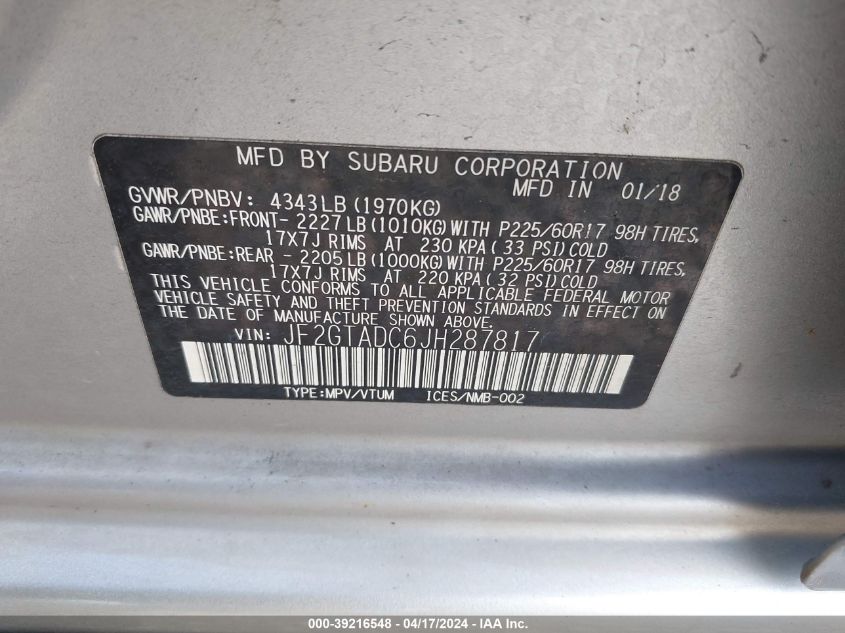 MFD BY SUBARU CORPORATION
MFD IN 01/18
GVWR/PNBV: 4343LB (1970KG)
GAWR/PNBE:FRONT- 2227 LB (1010KG) WITH P225/60R17 98H TIRES,
17X7J RIMS AT 230 KPA ( 33 PSI) COLD
GAWR/PNBE:REAR - 2205 LB (1000KG) WITH P225/60R17 98H TIRES,
17X7J RIMS AT 220 KPA ( 32 PSI) COLD
THIS VEHICLE CONFORMS TO ALL APPLICABLE FEDERAL MOTOR
VEHICLE SAFETY AND THEFT PREVENTION STANDARDS IN EFFECT ON
THE DATE OF MANUFACTURE SHOWN ABOVE.
VIN: JF2GTADC6JH287817
TYPE:MPV/VTUM ICES/NMB-002
000-39216548 - 04/17/2024 - IAA Inc.